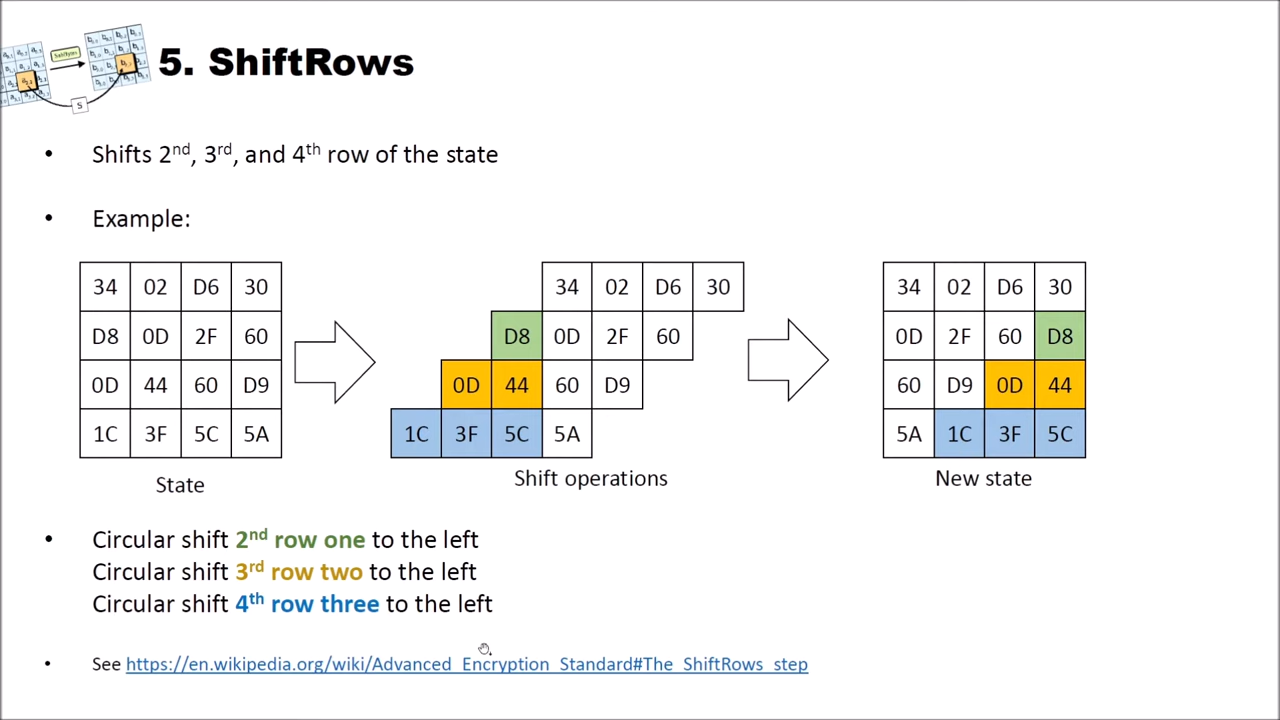 5. ShiftRows
SubBytes
S
• Shifts 2nd, 3rd, and 4th row of the state
• Example:
34 02 D6 30
D8 0D 2F 60
0D 44 60 D9
1C 3F 5C 5A
State
34 02 D6 30
D8 0D 2F 60
0D 44 60 D9
1C 3F 5C 5A
Shift operations
34 02 D6 30
0D 2F 60 D8
60 D9 0D 44
5A 1C 3F 5C
New state
• Circular shift 2nd row one to the left
Circular shift 3rd row two to the left
Circular shift 4th row three to the left
• See https://en.wikipedia.org/wiki/Advanced_Encryption_Standard#The_ShiftRows_step